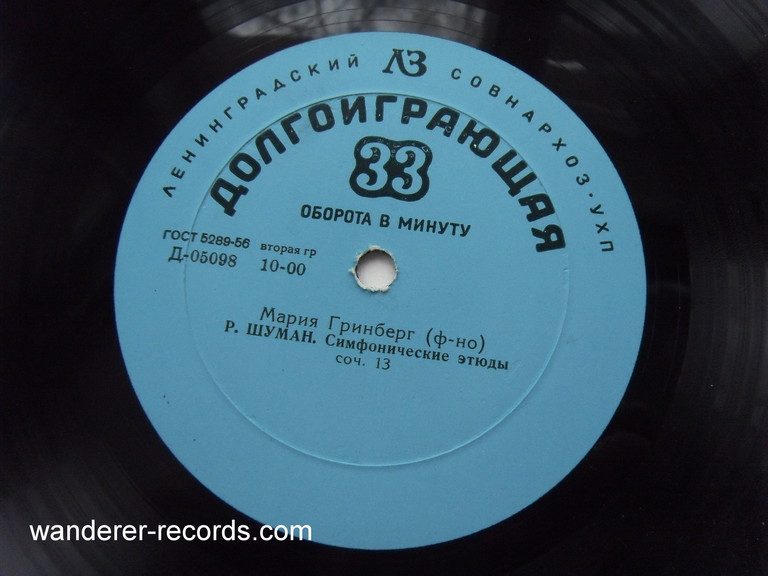 ЛЕНИНГРАДСКИЙ ЛЗ СОВНАРХОЗ·УХП
ДОЛГОИГРАЮЩАЯ
33
ОБОРОТА В МИНУТУ
ГОСТ 5289-56 вторая гр
Д-05098 10-00
Мария Гринберг (ф-но)
Р. ШУМАН. Симфонические этюды
соч. 13
wanderer-records.com